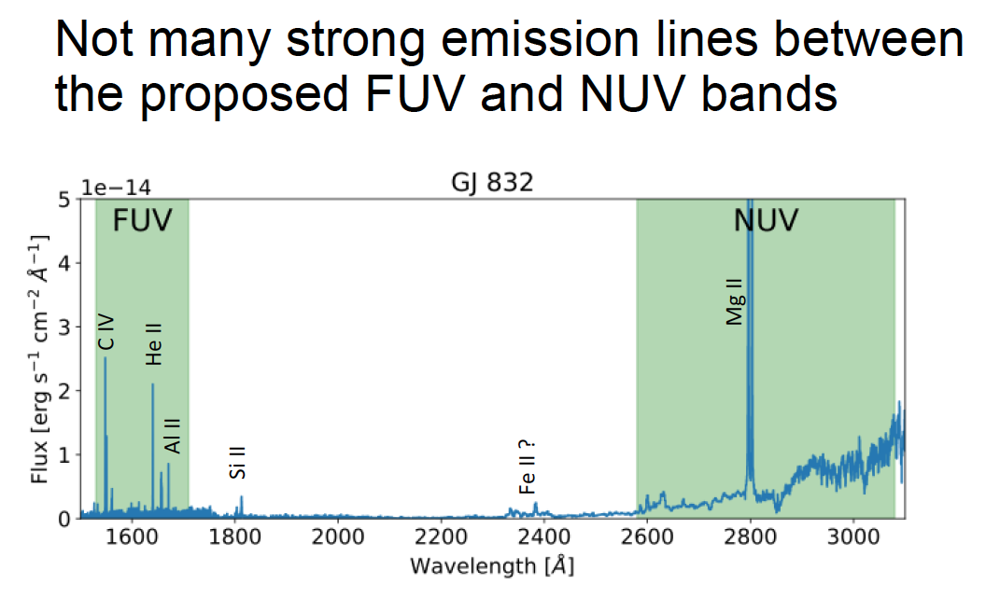 Not many strong emission lines between
the proposed FUV and NUV bands
1e−14
GJ 832
FUV
NUV
C IV
He II
Al II
Si II
Fe II ?
Mg II
Flux [erg s⁻¹ cm⁻² Å⁻¹]
5
4
3
2
1
0
1600 1800 2000 2200 2400 2600 2800 3000
Wavelength [Å]